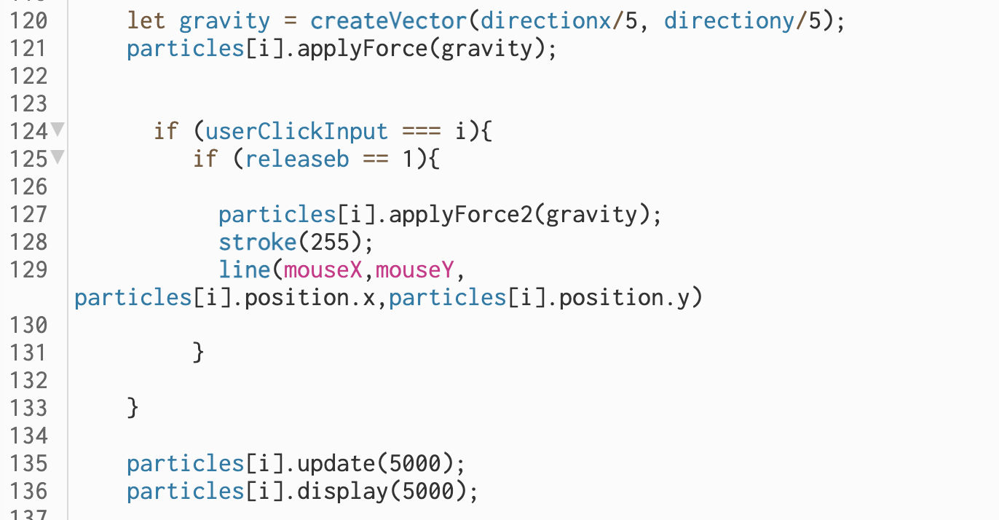 120 let gravity = createVector(directionx/5, directiony/5);
121 particles[i].applyForce(gravity);
122
123
124 if (userClickInput === i){
125 if (releaseb == 1){
126
127 particles[i].applyForce2(gravity);
128 stroke(255);
129 line(mouseX,mouseY,
particles[i].position.x,particles[i].position.y)
130
131 }
132
133 }
134
135 particles[i].update(5000);
136 particles[i].display(5000);
137